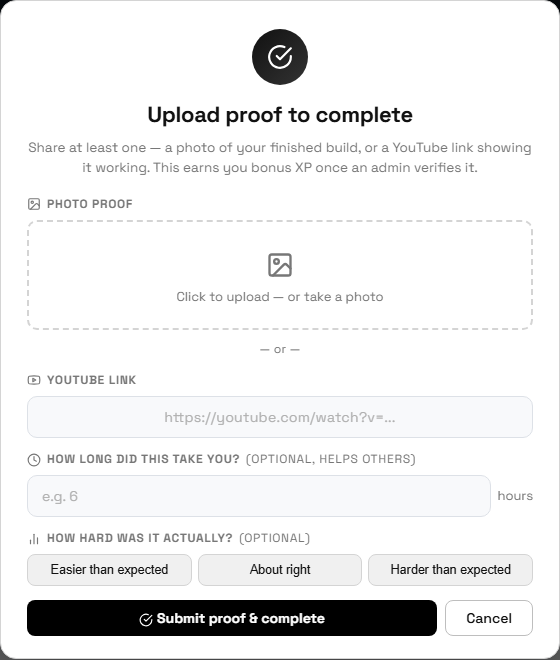 Upload proof to complete
Share at least one — a photo of your finished build, or a YouTube link showing
it working. This earns you bonus XP once an admin verifies it.
PHOTO PROOF
Click to upload — or take a photo
— or —
YOUTUBE LINK
https://youtube.com/watch?v=...
HOW LONG DID THIS TAKE YOU? (OPTIONAL, HELPS OTHERS)
e.g. 6 hours
HOW HARD WAS IT ACTUALLY? (OPTIONAL)
Easier than expected About right Harder than expected
Submit proof & complete Cancel